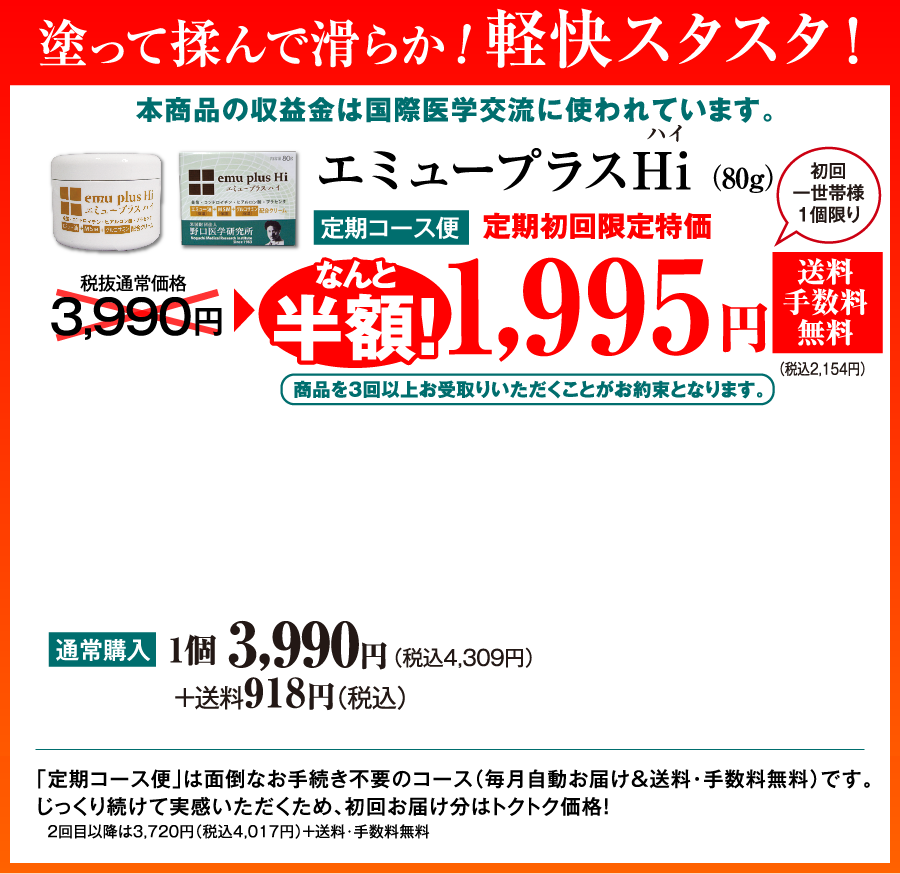 塗って揉んで滑らか！軽快スタスタ！
本商品の収益金は国際医学交流に使われています。
ハイ
エミュープラスHi（80g）
初回
一世帯様
1個限り
emu plus Hi
エミュープラス ハイ
emu plus Hi
エミュープラス ハイ
野口医学研究所
定期コース便
定期初回限定特価
税抜通常価格
3,990円
なんと
半額!
1,995円
送料
手数料
無料
（税込2,154円）
商品を3回以上お受取りいただくことがお約束となります。
通常購入
1個 3,990円（税込4,309円）
＋送料918円（税込）
「定期コース便」は面倒なお手続き不要のコース（毎月自動お届け＆送料・手数料無料）です。
じっくり続けて実感いただくため、初回お届け分はトクトク価格!
2回目以降は3,720円（税込4,017円）＋送料・手数料無料